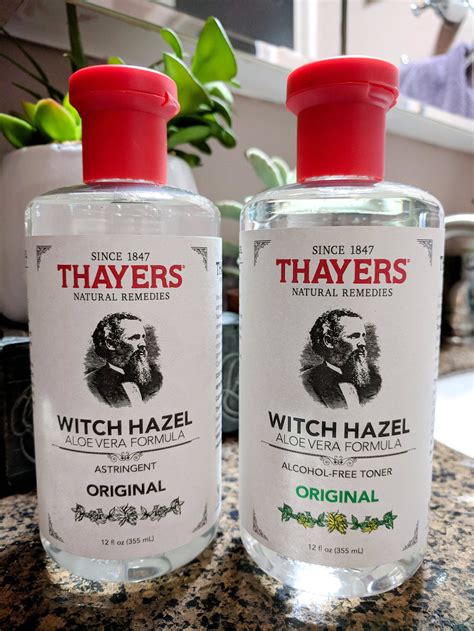 SINCE 1847
THAYERS®
NATURAL REMEDIES
WITCH HAZEL
ALOE VERA FORMULA
ASTRINGENT
ORIGINAL
12 fl oz (355 mL)
SINCE 1847
THAYERS®
NATURAL REMEDIES
WITCH HAZEL
ALOE VERA FORMULA
ALCOHOL-FREE TONER
ORIGINAL
12 fl oz (355 mL)